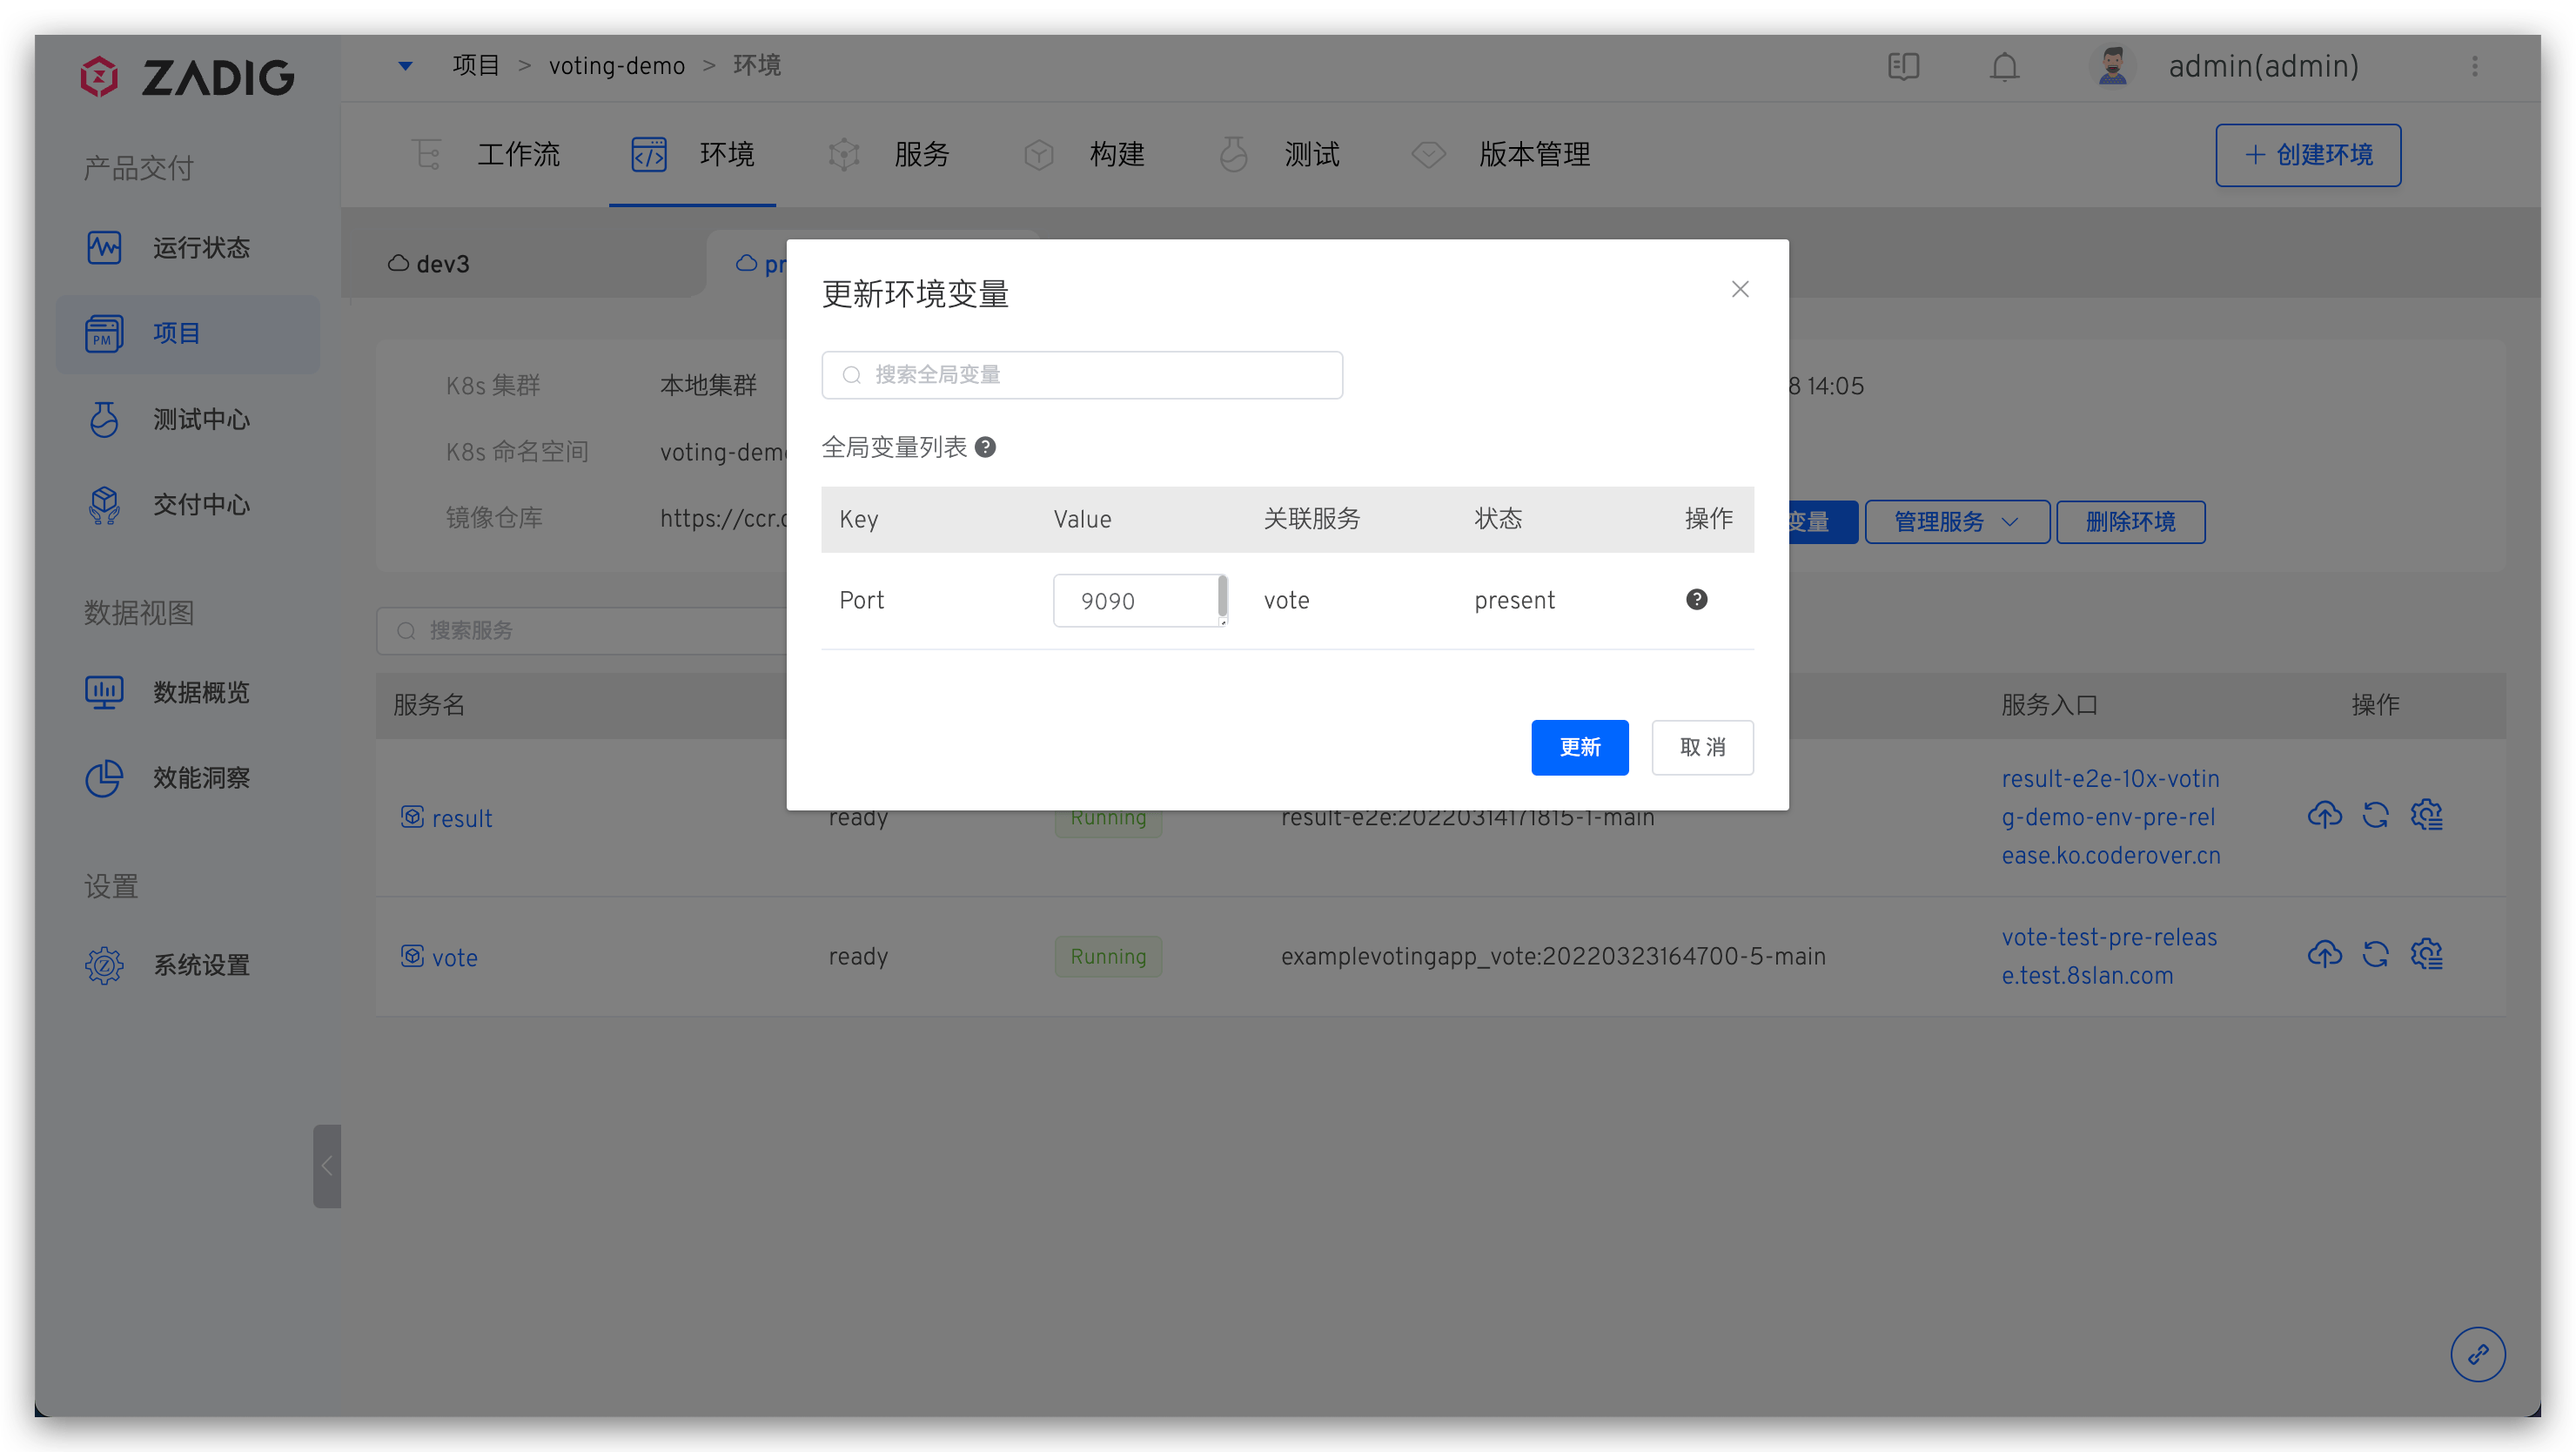 ZADIG
项目 > voting-demo > 环境
admin(admin)
工作流
环境
服务
构建
测试
版本管理
+ 创建环境
产品交付
运行状态
项目
PM
测试中心
交付中心
数据视图
数据概览
效能洞察
设置
系统设置
dev3
pr
K8s 集群 本地集群
8 14:05
K8s 命名空间 voting-dem
镜像仓库 https://ccr.
变量
管理服务
删除环境
搜索服务
服务名
服务入口
操作
result
ready
Running
result-e2e:20220314171815-1-main
result-e2e-10x-votin
g-demo-env-pre-rel
ease.ko.coderover.cn
vote
ready
Running
examplevotingapp_vote:20220323164700-5-main
vote-test-pre-releas
e.test.8slan.com
更新环境变量
搜索全局变量
全局变量列表 ?
Key Value 关联服务 状态 操作
Port 9090 vote present ?
更新
取消